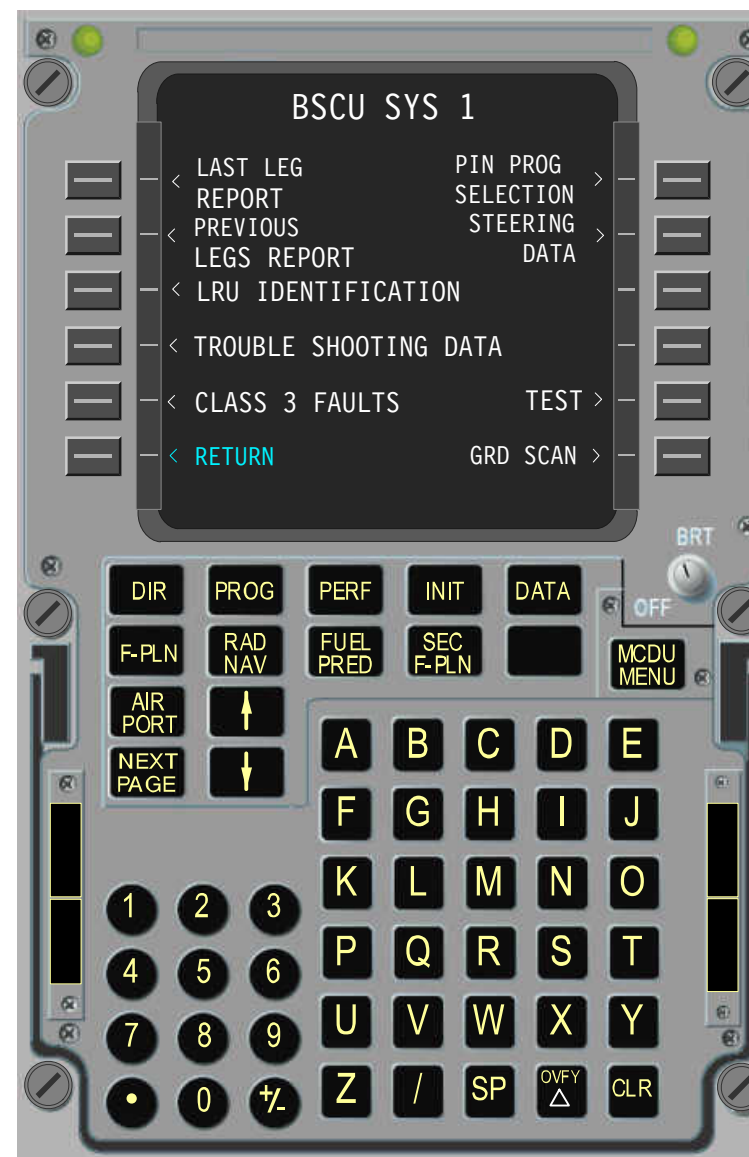 BSCU SYS 1
< LAST LEG
REPORT
PIN PROG >
SELECTION
< PREVIOUS
LEGS REPORT
STEERING >
DATA
< LRU IDENTIFICATION
< TROUBLE SHOOTING DATA
< CLASS 3 FAULTS
TEST >
< RETURN
GRD SCAN >
BRT
OFF
DIR
PROG
PERF
INIT
DATA
F-PLN
RAD
NAV
FUEL
PRED
SEC
F-PLN
MCDU
MENU
AIR
PORT
↑
NEXT
PAGE
↓
A B C D E
F G H I J
K L M N O
P Q R S T
U V W X Y
Z / SP OVFY △ CLR
1 2 3
4 5 6
7 8 9
• 0 +/-